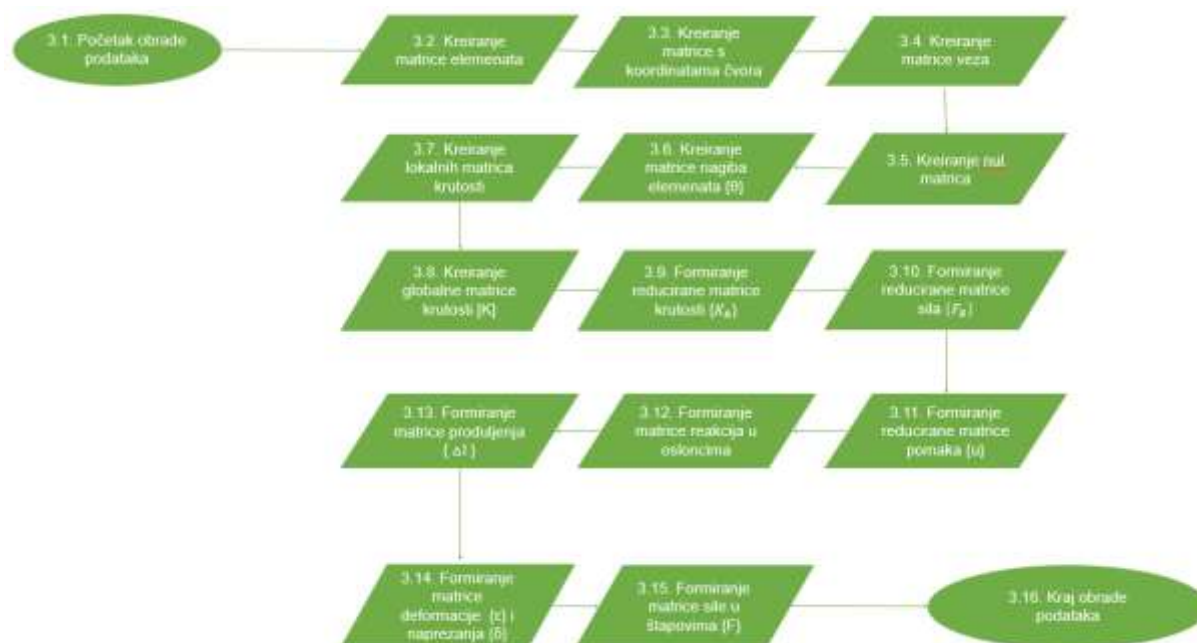 3.1. Početak obrade
podataka
3.2. Kreiranje
matrice elemenata
3.3. Kreiranje
matrice s
koordinatama čvora
3.4. Kreiranje
matrice veza
3.5. Kreiranje nul
matrica
3.6. Kreiranje
matrice nagiba
elemenata {θ}
3.7. Kreiranje
lokalnih matrica
krutosti
3.8. Kreiranje
globalne matrice
krutosti [K]
3.9. Formiranje
reducirane matrice
krutosti {K_R}
3.10. Formiranje
reducirane matrice
sila {F_R}
3.11. Formiranje
reducirane matrice
pomaka {u}
3.12. Formiranje
matrice reakcija u
osloncima
3.13. Formiranje
matrice produljenja
{ Δl }
3.14. Formiranje
matrice
deformacije {ε} i
naprezanja {δ}
3.15. Formiranje
matrice sile u
štapovima {F}
3.16. Kraj obrade
podataka